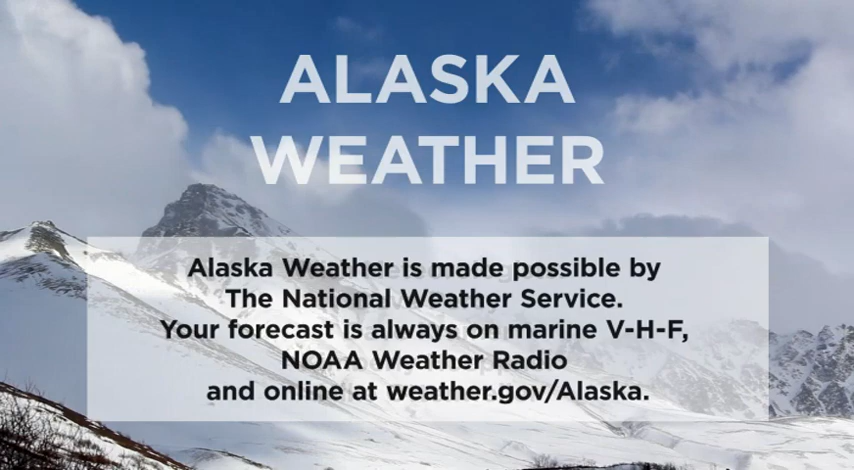 ALASKA
WEATHER
Alaska Weather is made possible by
The National Weather Service.
Your forecast is always on marine V-H-F,
NOAA Weather Radio
and online at weather.gov/Alaska.